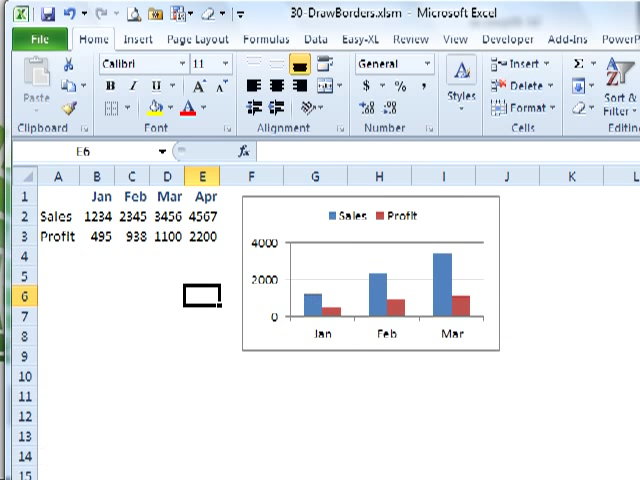 30-DrawBorders.xlsm - Microsoft Excel
File Home Insert Page Layout Formulas Data Easy-XL Review View Developer Add-Ins PowerP
Calibri 11 General Σ
Paste B I U A A $ % , Styles Insert Delete Format Sort & Filter
Clipboard Font Alignment Number Cells Editin
E6 fx
A B C D E F G H I J K L
1 Jan Feb Mar Apr
2 Sales 1234 2345 3456 4567
3 Profit 495 938 1100 2200
4
5
6
7
8
9
10
11
12
13
14
15
Sales Profit
4000
2000
0
Jan Feb Mar